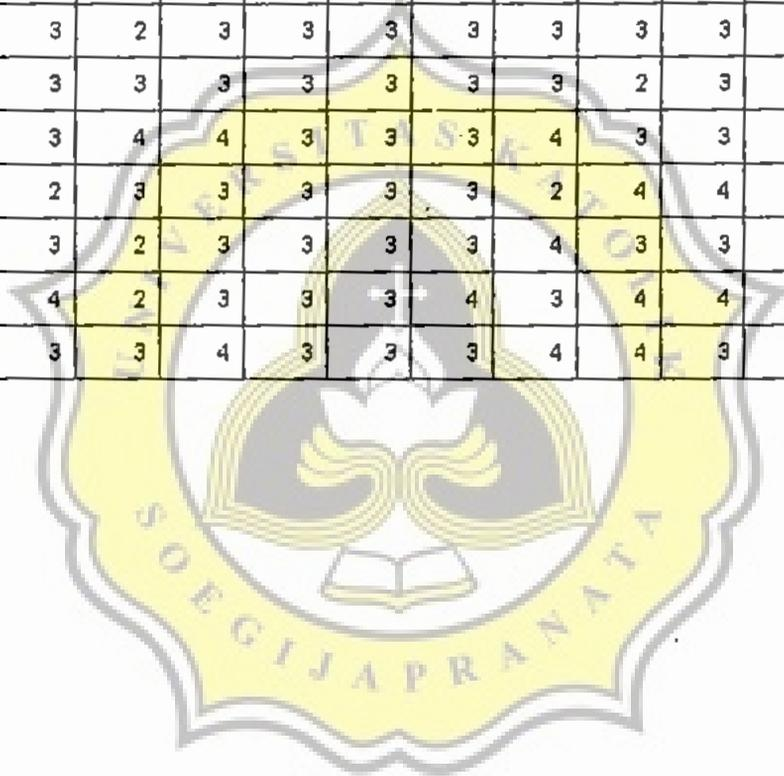 3 2 3 3 3 3 3 3 3
3 3 3 3 3 3 3 2 3
3 4 4 3 3 3 4 3 3
2 3 3 3 3 3 2 4 4
3 2 3 3 3 3 4 3 3
4 2 3 3 3 4 3 4 4
3 3 4 3 3 3 4 4 3
UNIVERSITAS KATOLIK
SOEGIJAPRANATA